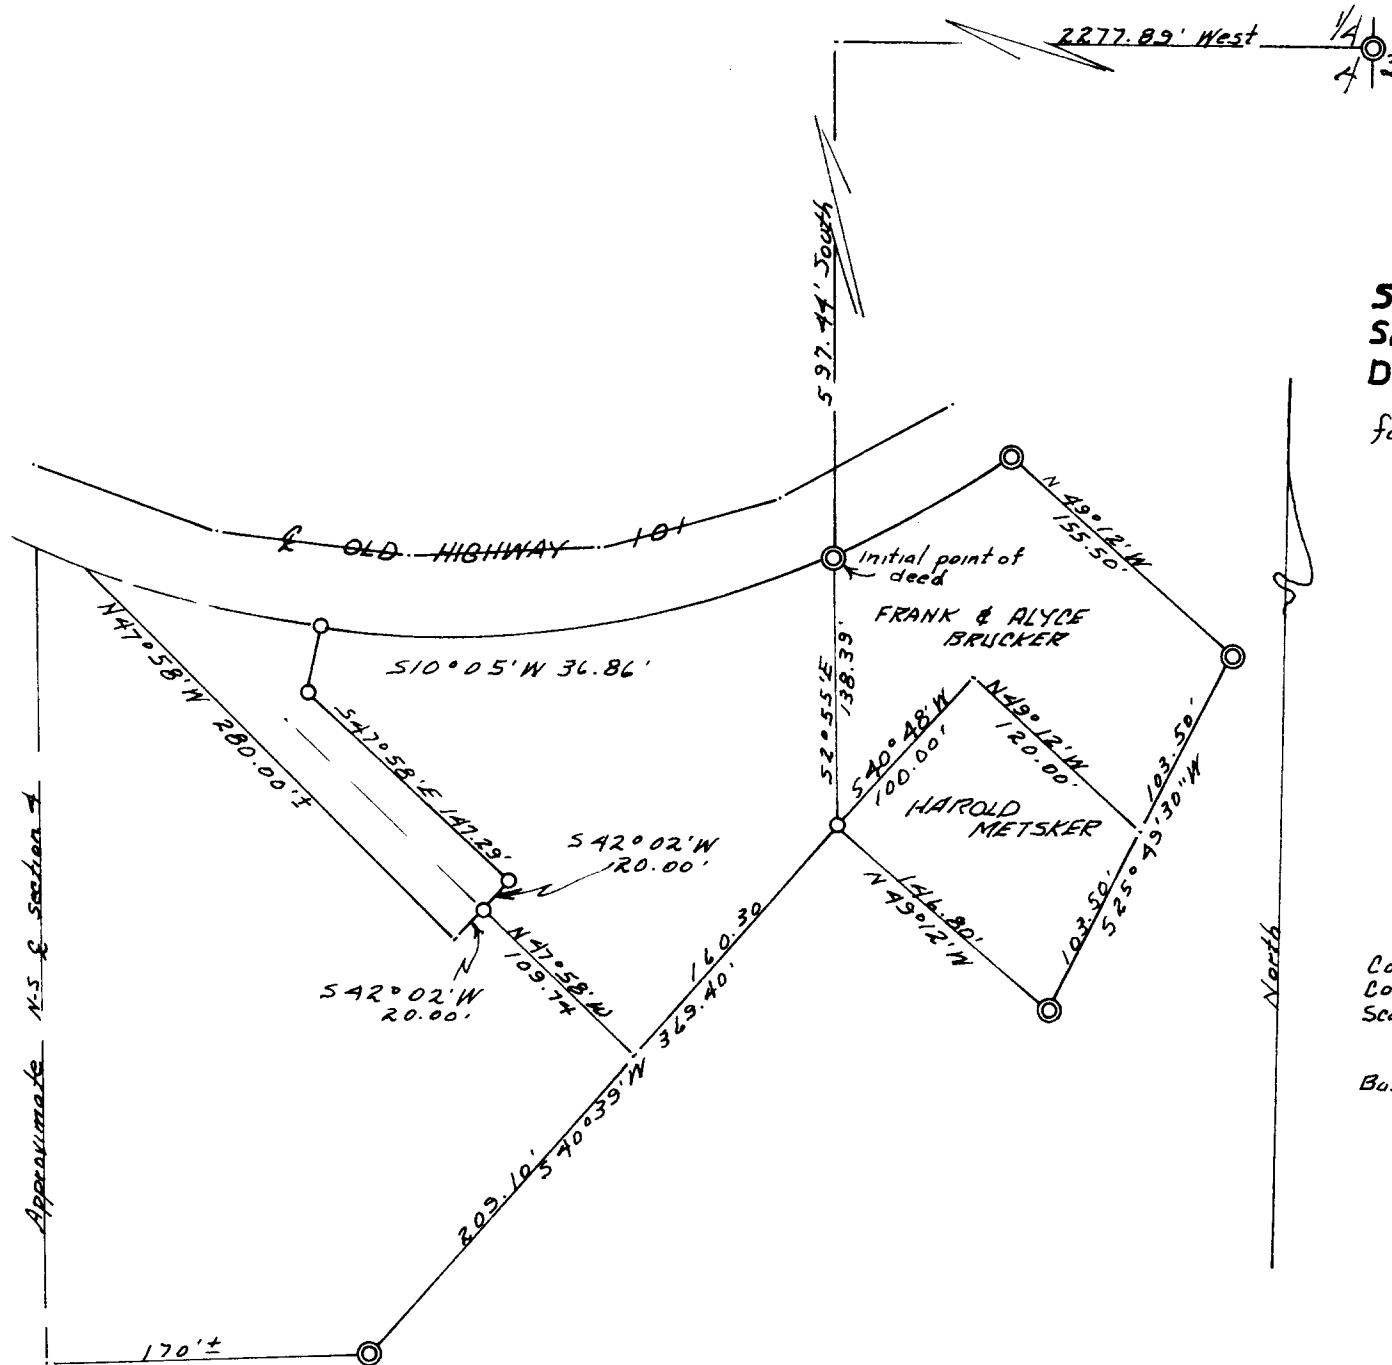 2277.89' West
1/4
4
597.44' South
S
D
℄ OLD HIGHWAY 101
Initial point of
deed
N 49°12'W
155.50'
FRANK & ALYCE
BRUCKER
S10°05'W 36.86'
S2°55'E
138.39'
N47°58'W 280.00'±
S47°58'E 147.29'
S40°48'W
100.00'
N49°12'W
120.00'
103.50'
HAROLD
METSKER
S42°02'W
20.00'
146.80'
N49°12'W
103.50'
S25°49'30"W
N47°58'W
109.74
160.30
S42°02'W
20.00'
369.40'
S40°39'W
209.10'
Approximate N-S ℄ Section 4
North
170'±